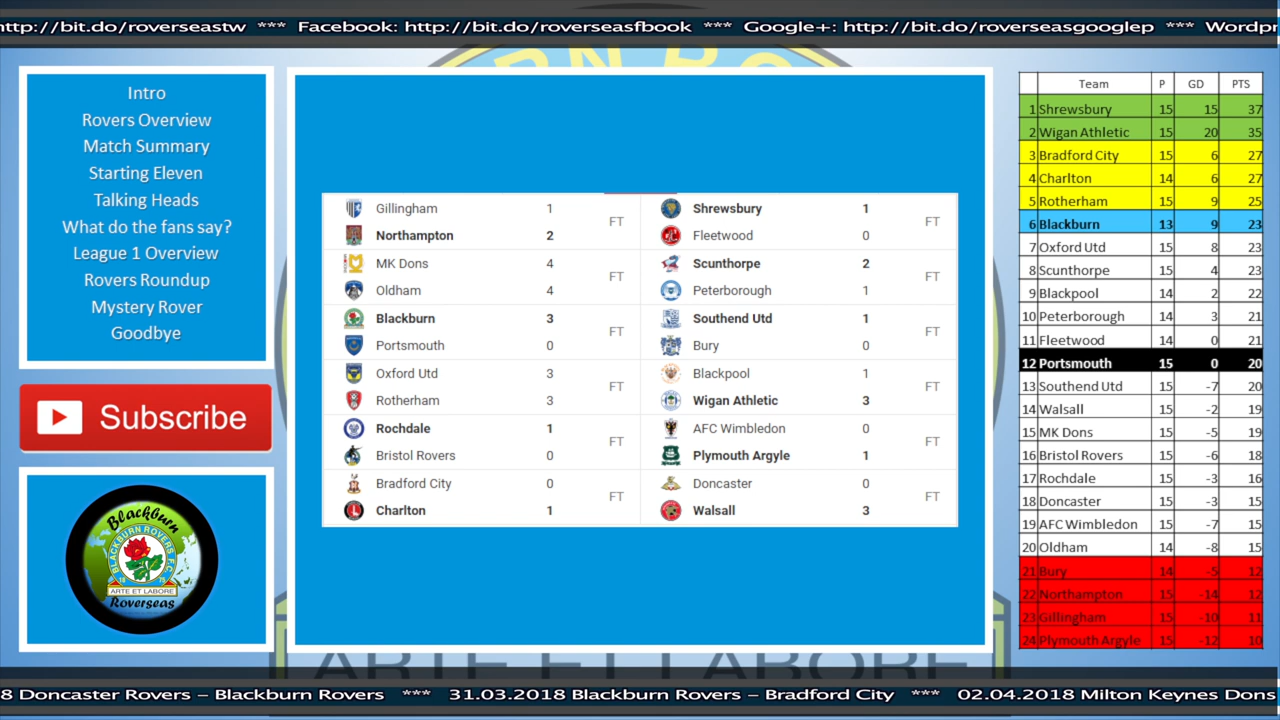 http://bit.do/roverseastw *** Facebook: http://bit.do/roverseasfbook *** Google+: http://bit.do/roverseasgooglep *** Wordpr
Intro
Rovers Overview
Match Summary
Starting Eleven
Talking Heads
What do the fans say?
League 1 Overview
Rovers Roundup
Mystery Rover
Goodbye
Subscribe
Blackburn
BLACKBURN ROVERS F.C.
18 75
ARTE ET LABORE
Roverseas
Gillingham 1
FT
Northampton 2
MK Dons 4
FT
Oldham 4
Blackburn 3
FT
Portsmouth 0
Oxford Utd 3
FT
Rotherham 3
Rochdale 1
FT
Bristol Rovers 0
Bradford City 0
FT
Charlton 1
Shrewsbury 1
FT
Fleetwood 0
Scunthorpe 2
FT
Peterborough 1
Southend Utd 1
FT
Bury 0
Blackpool 1
FT
Wigan Athletic 3
AFC Wimbledon 0
FT
Plymouth Argyle 1
Doncaster 0
FT
Walsall 3
Team P GD PTS
1 Shrewsbury 15 15 37
2 Wigan Athletic 15 20 35
3 Bradford City 15 6 27
4 Charlton 14 6 27
5 Rotherham 15 9 25
6 Blackburn 13 9 23
7 Oxford Utd 15 8 23
8 Scunthorpe 15 4 23
9 Blackpool 14 2 22
10 Peterborough 14 3 21
11 Fleetwood 14 0 21
12 Portsmouth 15 0 20
13 Southend Utd 15 -7 20
14 Walsall 15 -2 19
15 MK Dons 15 -5 19
16 Bristol Rovers 15 -6 18
17 Rochdale 15 -3 16
18 Doncaster 15 -3 15
19 AFC Wimbledon 15 -7 15
20 Oldham 14 -8 15
21 Bury 14 -5 12
22 Northampton 15 -14 12
23 Gillingham 15 -10 11
24 Plymouth Argyle 15 -12 10
ARTE ET LABORE
8 Doncaster Rovers – Blackburn Rovers *** 31.03.2018 Blackburn Rovers – Bradford City *** 02.04.2018 Milton Keynes Dons